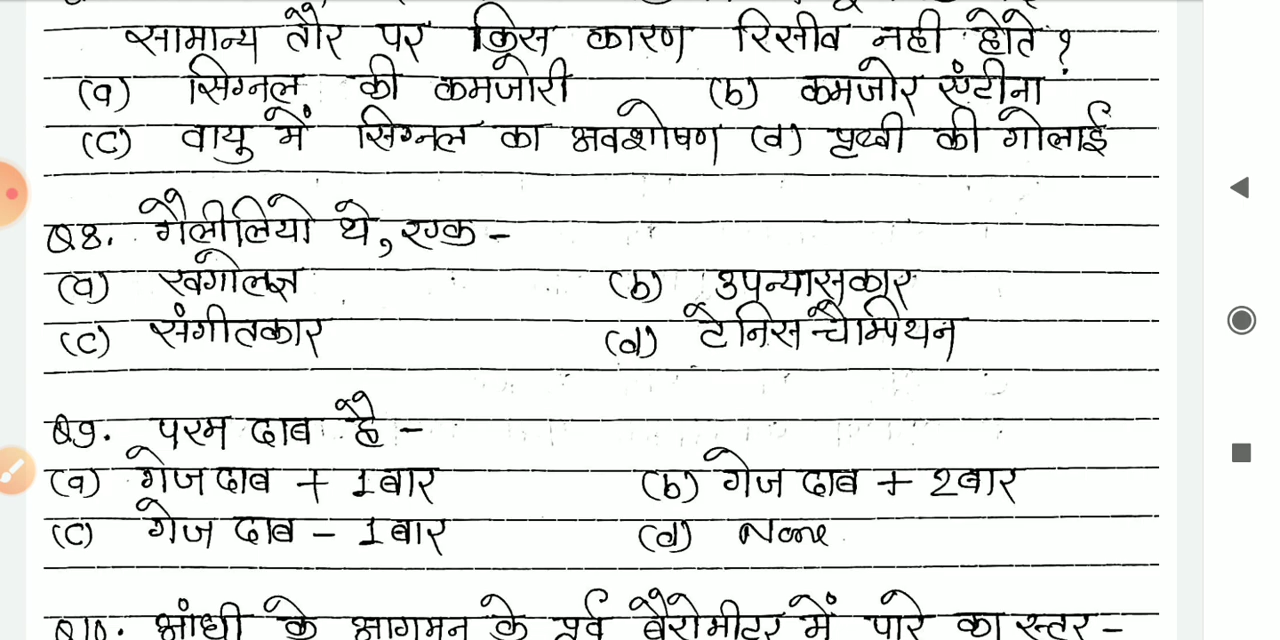 सामान्य तौर पर किस कारण रिसीव नही होते ?
(a) सिग्नल की कमजोरी (b) कमजोर एंटीना
(c) वायु में सिग्नल का अवशोषण (d) पृथ्वी की गोलाई
Q8. गैलीलियो थे, एक -
(a) खगोलज्ञ (b) उपन्यासकार
(c) संगीतकार (d) टेनिस चैम्पियन
Q9. परम दाब है -
(a) गेज दाब + 1 बार (b) गेज दाब + 2 बार
(c) गेज दाब - 1 बार (d) None
Q10. आंधी के आगमन के पूर्व बैरोमीटर में पारे का स्तर -